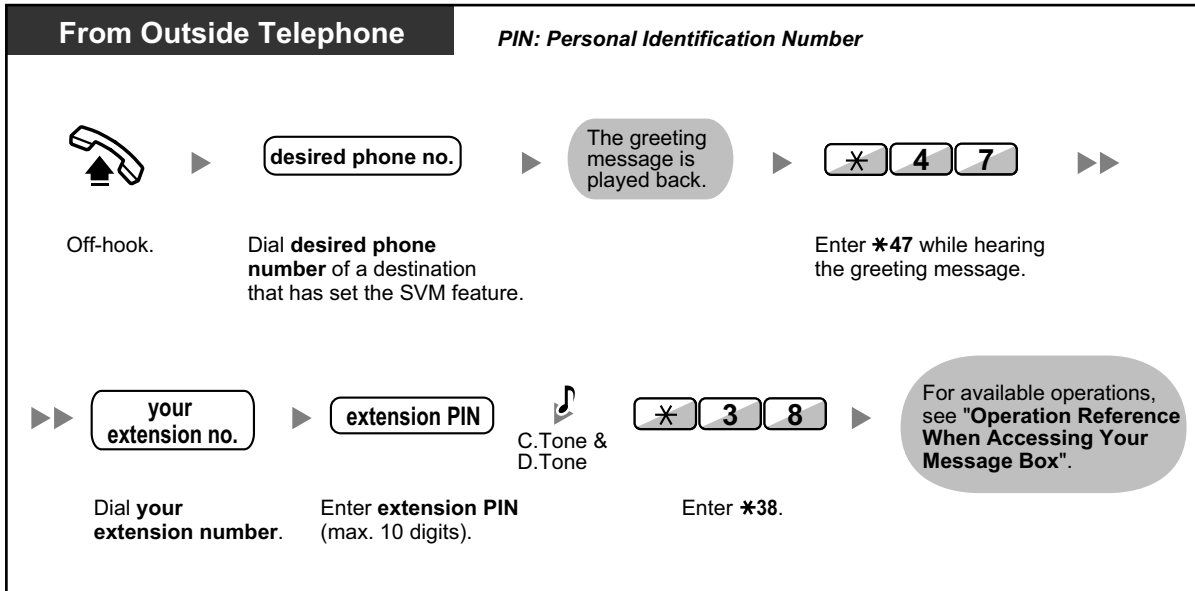 From Outside Telephone
PIN: Personal Identification Number
desired phone no.
The greeting
message is
played back.
* 4 7
Off-hook.
Dial desired phone
number of a destination
that has set the SVM feature.
Enter *47 while hearing
the greeting message.
your
extension no.
extension PIN
C.Tone &
D.Tone
* 3 8
For available operations,
see "Operation Reference
When Accessing Your
Message Box".
Dial your
extension number.
Enter extension PIN
(max. 10 digits).
Enter *38.